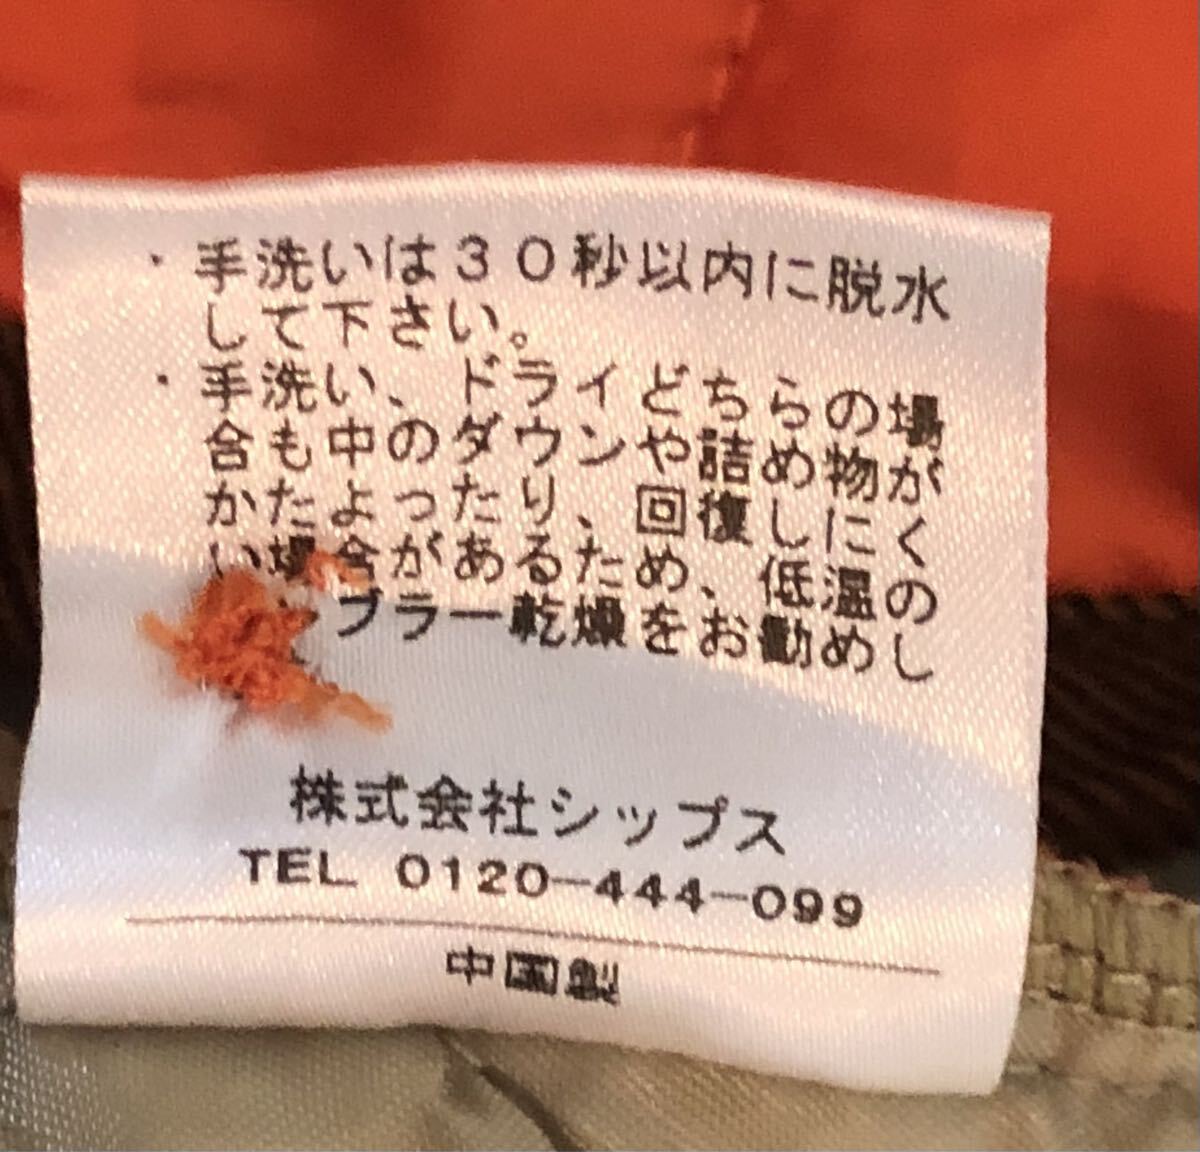 ・手洗いは30秒以内に脱水
して下さい。
・手洗い、ドライどちらの場
合も中のダウンや詰め物が
かたよったり、回復しにく
い場合があるため、低温の
ブラー乾燥をお勧めし
株式会社シップス
TEL 0120-444-099
中国製